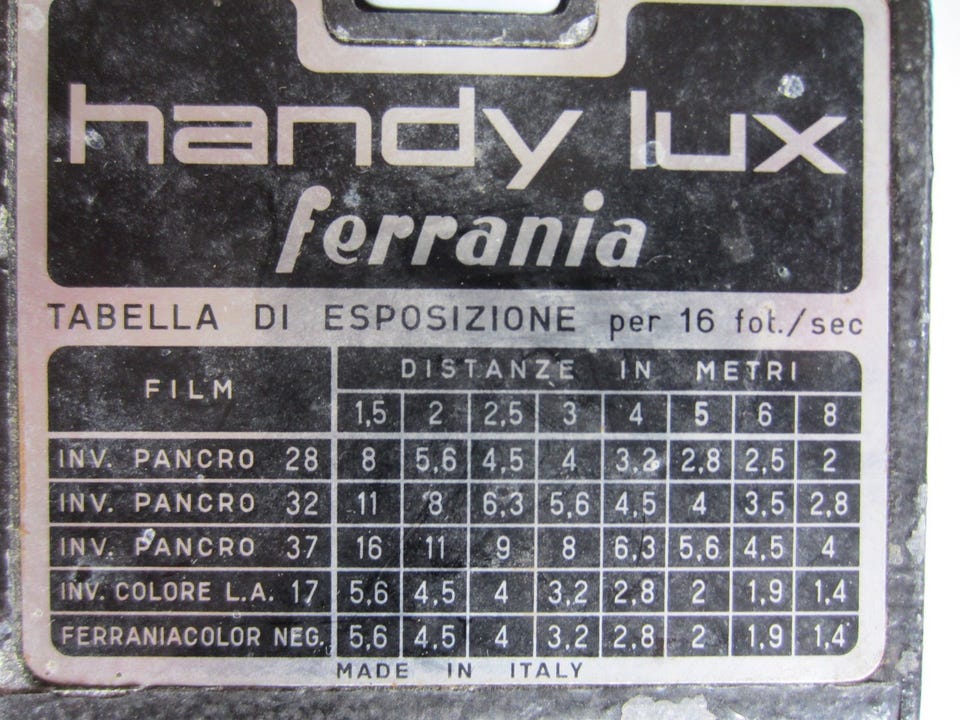 handy lux
ferrania
TABELLA DI ESPOSIZIONE per 16 fot./sec
FILM
DISTANZE IN METRI
1,5 2 2,5 3 4 5 6 8
INV. PANCRO 28 8 5,6 4,5 4 3,2 2,8 2,5 2
INV. PANCRO 32 11 8 6,3 5,6 4,5 4 3,5 2,8
INV. PANCRO 37 16 11 9 8 6,3 5,6 4,5 4
INV. COLORE L.A. 17 5,6 4,5 4 3,2 2,8 2 1,9 1,4
FERRANIACOLOR NEG. 5,6 4,5 4 3,2 2,8 2 1,9 1,4
MADE IN ITALY